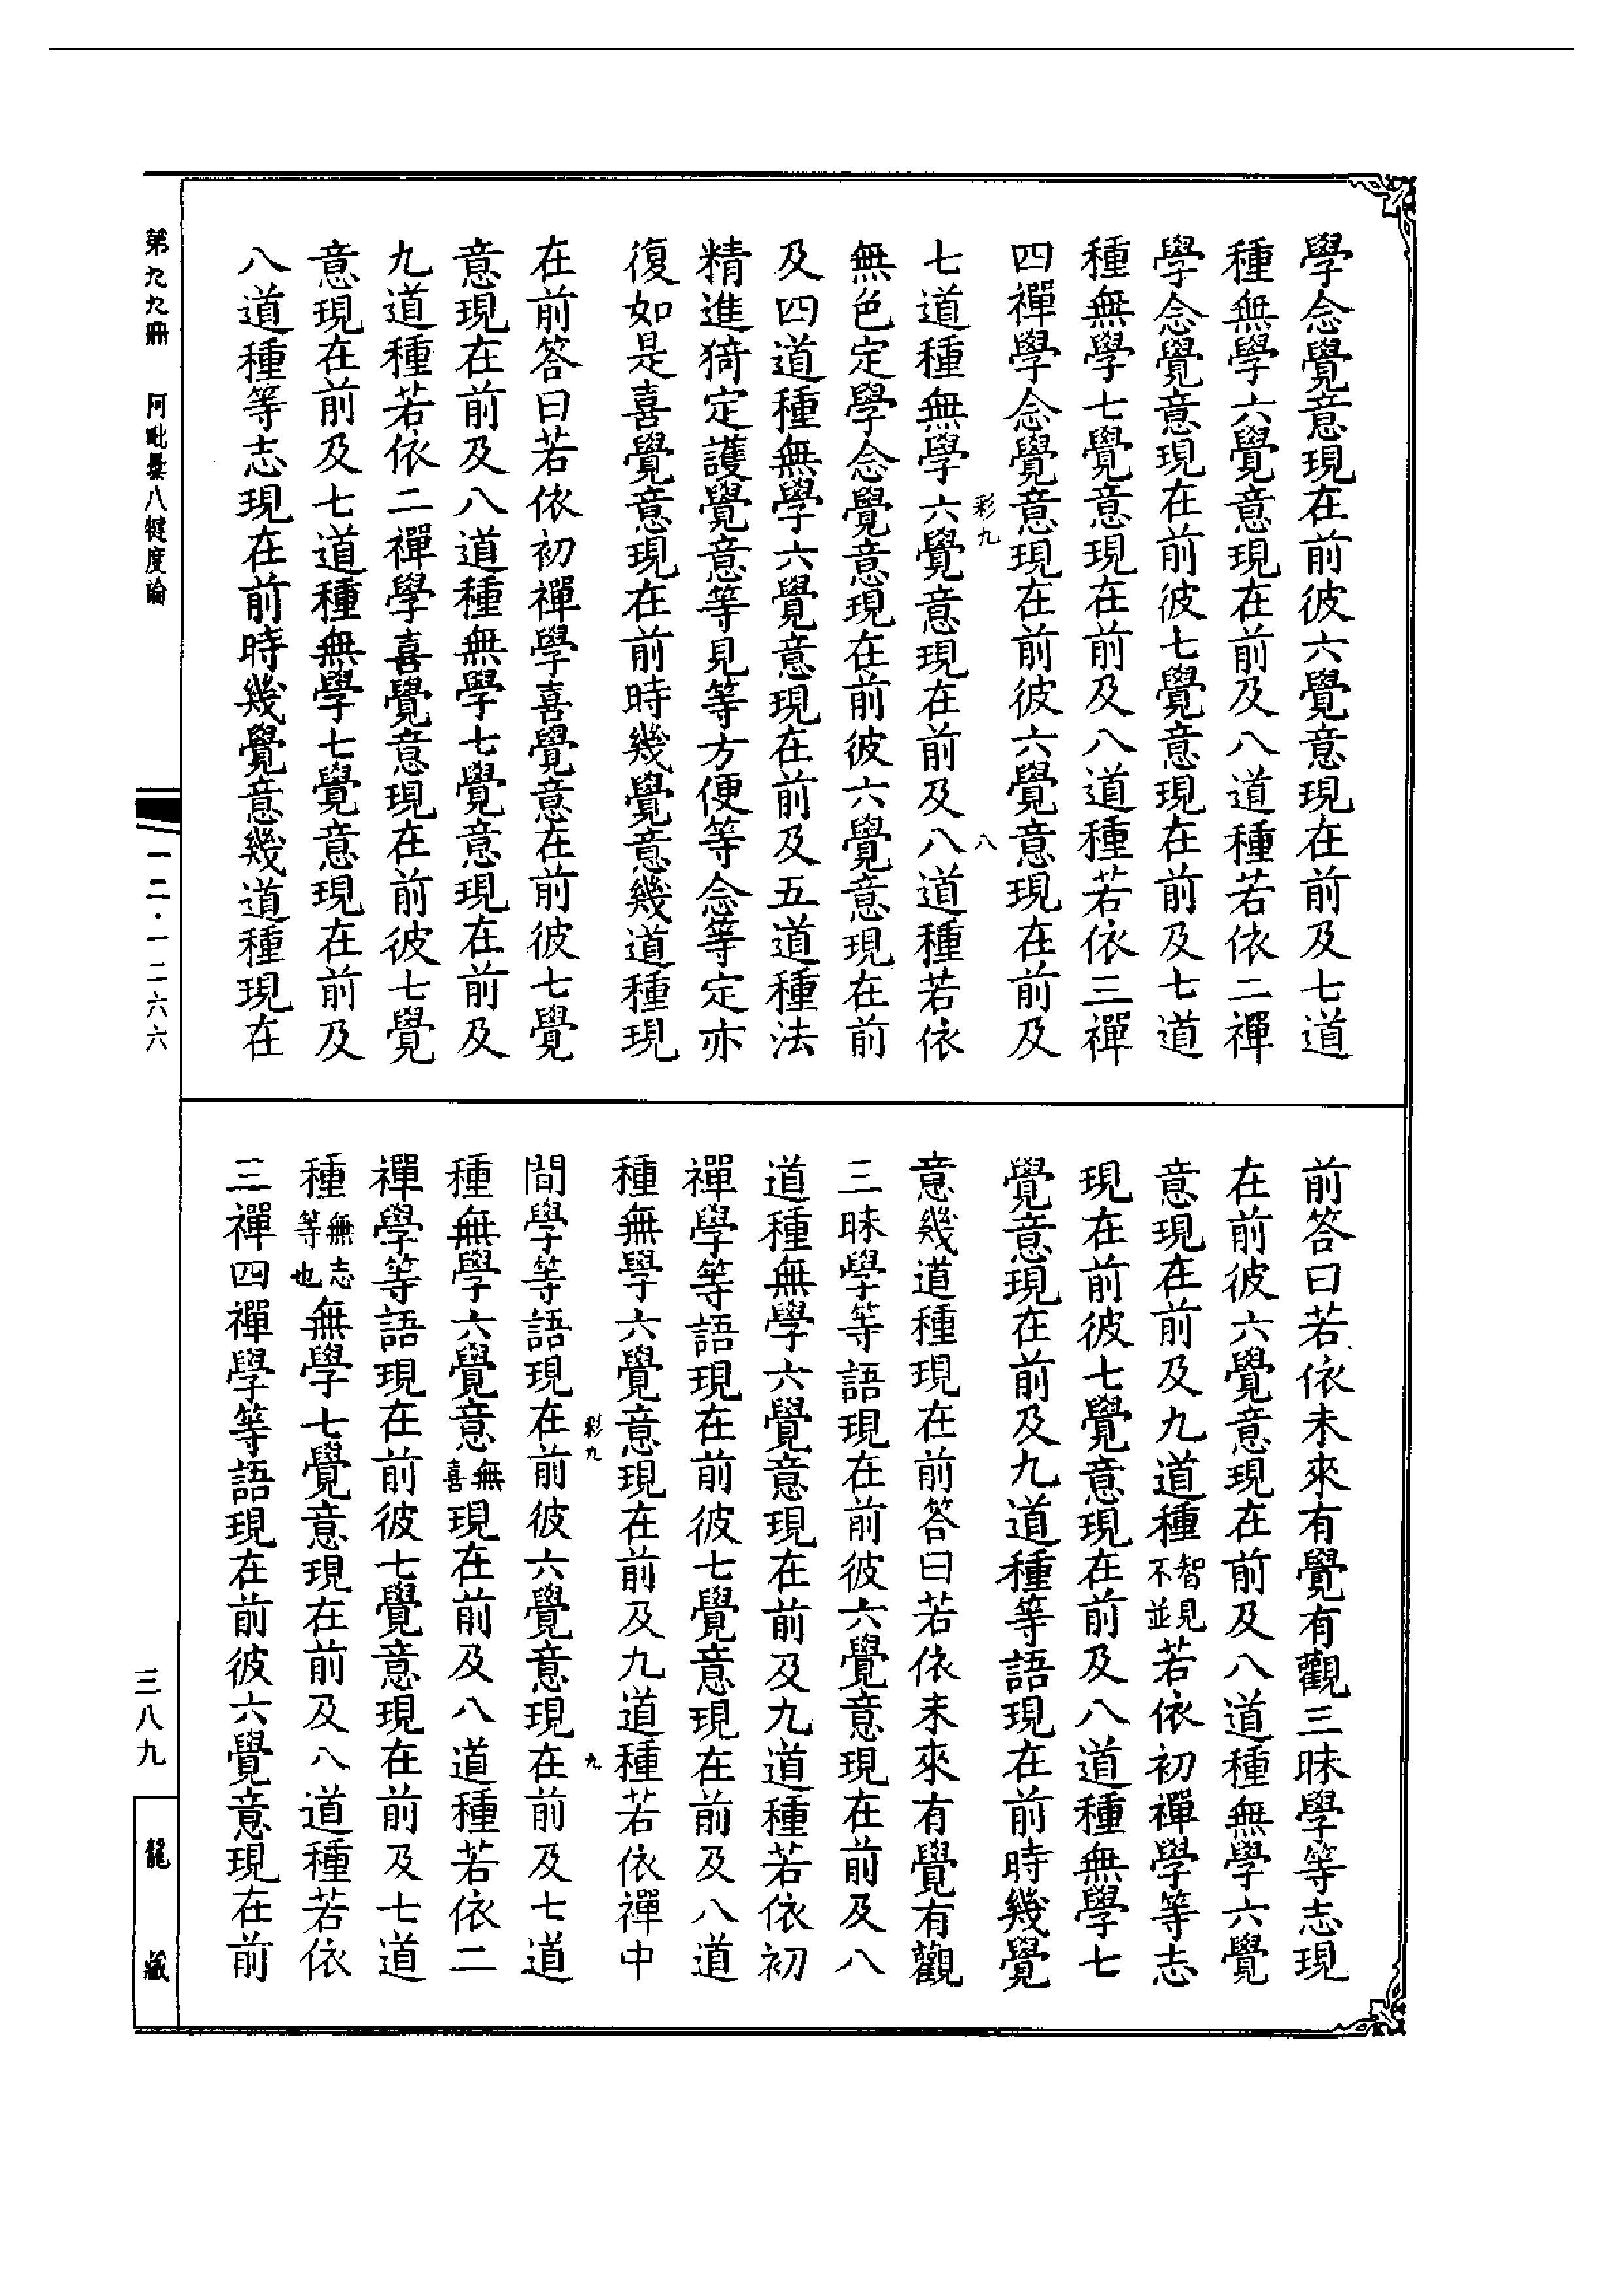 學念覺意現在前彼六覺意現在前及七道
種無學六覺意現在前及八道種若依二禪
學念覺意現在前彼七覺意現在前及七道
種無學七覺意現在前及八道種若依三禪
四禪學念覺意現在前彼六覺意現在前及
彩九 八
七道種無學六覺意現在前及八道種若依
無色定學念覺意現在前彼六覺意現在前
及四道種無學六覺意現在前及五道種法
精進猗定護覺意等見等方便等念等定亦
復如是喜覺意現在前時幾覺意幾道種現
在前答曰若依初禪學喜覺意在前彼七覺
意現在前及八道種無學七覺意現在前及
九道種若依二禪學喜覺意現在前彼七覺
意現在前及七道種無學七覺意現在前及
八道種等志現在前時幾覺意幾道種現在
前答曰若依未來有覺有觀三昧學等志現
在前彼六覺意現在前及八道種無學六覺
意現在前及九道種智見不並若依初禪學等志
現在前彼七覺意現在前及八道種無學七
覺意現在前及九道種等語現在前時幾覺
意幾道種現在前答曰若依未來有覺有觀
三昧學等語現在前彼六覺意現在前及八
道種無學六覺意現在前及九道種若依初
禪學等語現在前彼七覺意現在前及八道
種無學六覺意現在前及九道種若依禪中
彩九 九
間學等語現在前彼六覺意現在前及七道
種無學六覺意無喜現在前及八道種若依二
禪學等語現在前彼七覺意現在前及七道
種無志等也無學七覺意現在前及八道種若依
三禪四禪學等語現在前彼六覺意現在前
第九九冊 阿毗曇八犍度論
一二·一二六六
三八九
龍藏